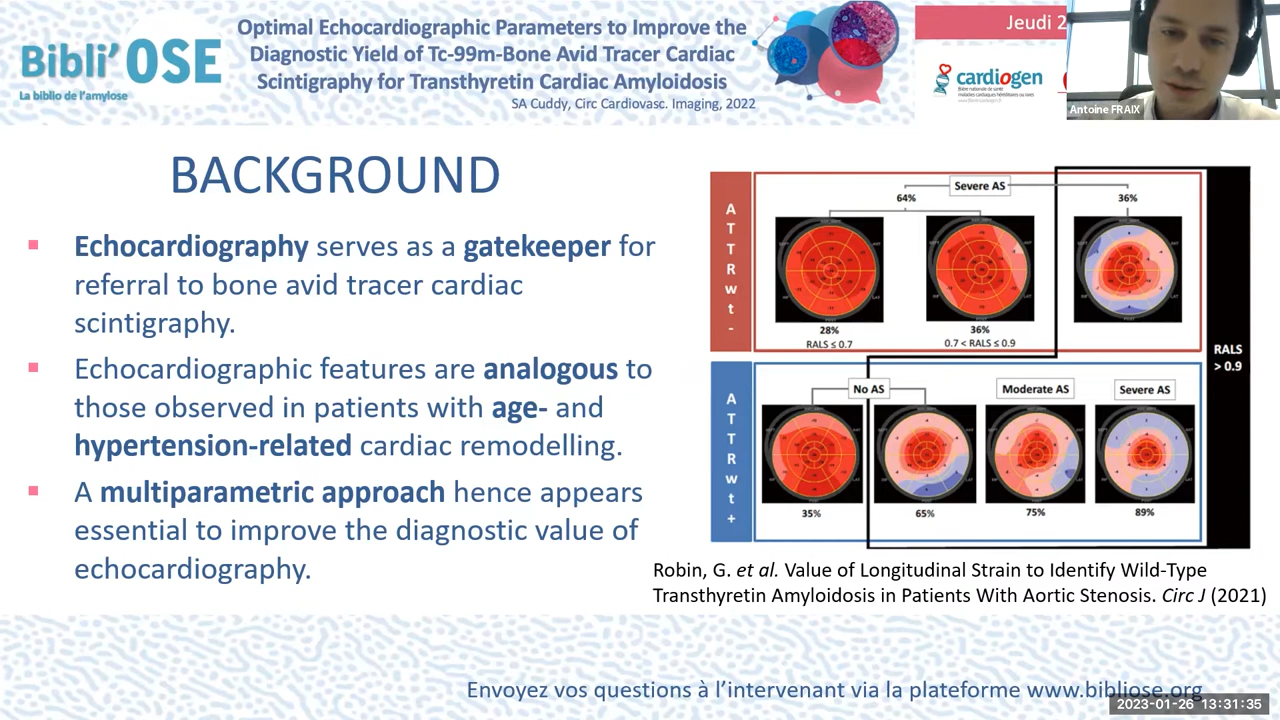 Bibli'OSE
La biblio de l'amylose
Optimal Echocardiographic Parameters to Improve the
Diagnostic Yield of Tc-99m-Bone Avid Tracer Cardiac
Scintigraphy for Transthyretin Cardiac Amyloidosis
SA Cuddy, Circ Cardiovasc. Imaging, 2022
Jeudi 2
cardiogen
Antoine FRAIX
BACKGROUND
Echocardiography serves as a gatekeeper for
referral to bone avid tracer cardiac
scintigraphy.
Echocardiographic features are analogous to
those observed in patients with age- and
hypertension-related cardiac remodelling.
A multiparametric approach hence appears
essential to improve the diagnostic value of
echocardiography.
ATTRwt-
Severe AS
64%
36%
28%
36%
RALS ≤ 0.7
0.7 < RALS ≤ 0.9
RALS
> 0.9
ATTRwt+
No AS
Moderate AS
Severe AS
35%
65%
75%
89%
Robin, G. et al. Value of Longitudinal Strain to Identify Wild-Type
Transthyretin Amyloidosis in Patients With Aortic Stenosis. Circ J (2021)
Envoyez vos questions à l'intervenant via la plateforme www.bibliose.org
2023-01-26 13:31:35